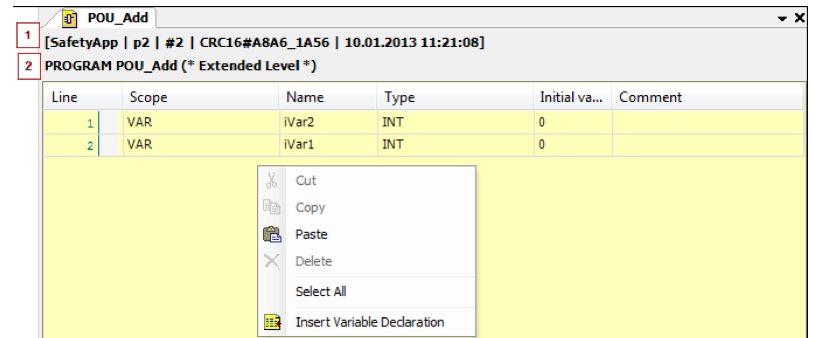 POU_Add
1
[SafetyApp | p2 | #2 | CRC16#A8A6_1A56 | 10.01.2013 11:21:08]
2
PROGRAM POU_Add (* Extended Level *)
Line Scope Name Type Initial va... Comment
1 VAR iVar2 INT 0
2 VAR iVar1 INT 0
Cut
Copy
Paste
Delete
Select All
Insert Variable Declaration